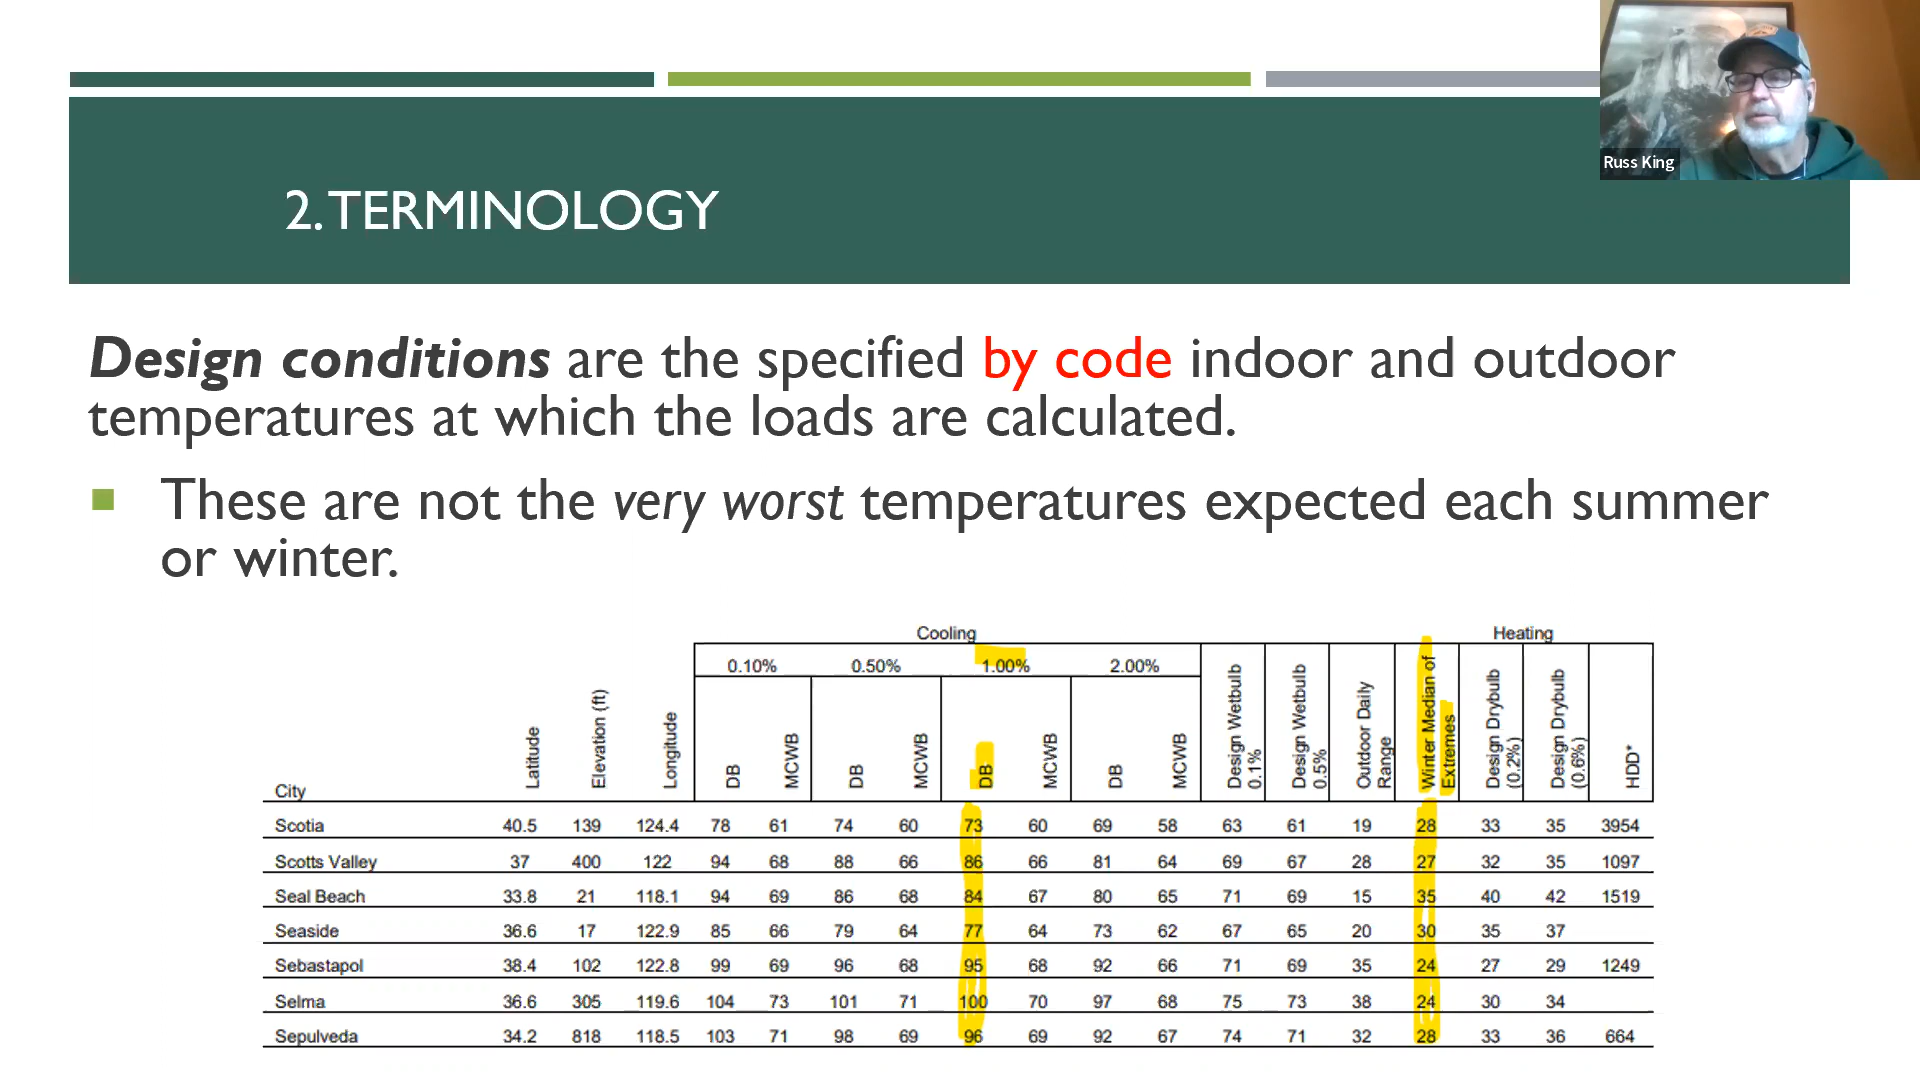 Russ King
2. TERMINOLOGY
Design conditions are the specified by code indoor and outdoor
temperatures at which the loads are calculated.
These are not the very worst temperatures expected each summer
or winter.
Cooling Heating
0.10% 0.50% 1.00% 2.00%
City Latitude Elevation (ft) Longitude DB MCWB DB MCWB DB MCWB DB MCWB Design Wetbulb 0.1% Design Wetbulb 0.5% Outdoor Daily Range Winter Median of Extremes Design Drybulb (0.2%) Design Drybulb (0.6%) HDD*
Scotia 40.5 139 124.4 78 61 74 60 73 60 69 58 63 61 19 28 33 35 3954
Scotts Valley 37 400 122 94 68 88 66 86 66 81 64 69 67 28 27 32 35 1097
Seal Beach 33.8 21 118.1 94 69 86 68 84 67 80 65 71 69 15 35 40 42 1519
Seaside 36.6 17 122.9 85 66 79 64 77 64 73 62 67 65 20 30 35 37
Sebastapol 38.4 102 122.8 99 69 96 68 95 68 92 66 71 69 35 24 27 29 1249
Selma 36.6 305 119.6 104 73 101 71 100 70 97 68 75 73 38 24 30 34
Sepulveda 34.2 818 118.5 103 71 98 69 96 69 92 67 74 71 32 28 33 36 664